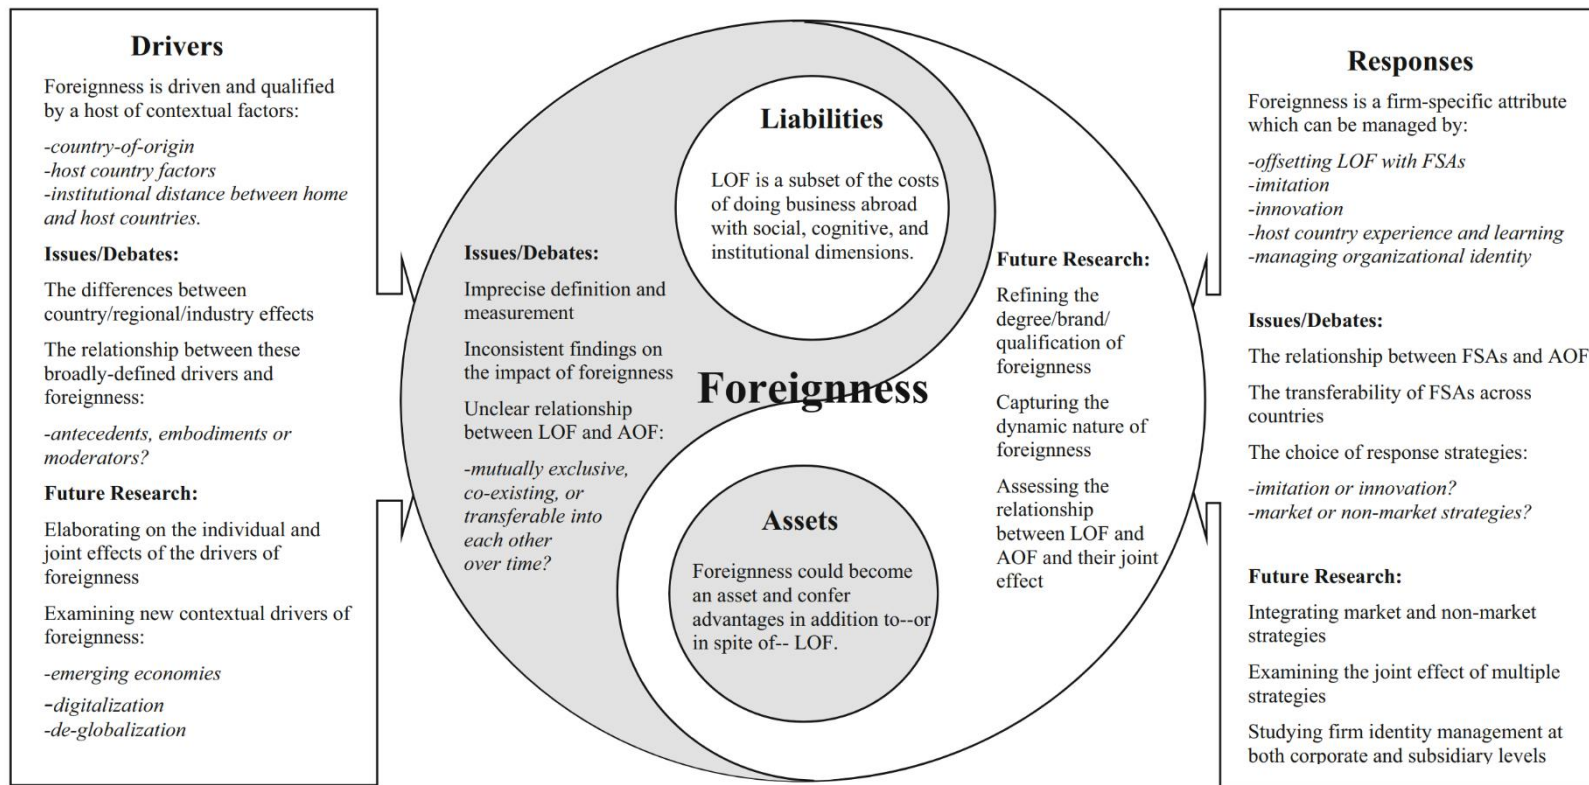 Drivers
Foreignness is driven and qualified
by a host of contextual factors:
-country-of-origin
-host country factors
-institutional distance between home
and host countries.
Issues/Debates:
The differences between
country/regional/industry effects
The relationship between these
broadly-defined drivers and
foreignness:
-antecedents, embodiments or
moderators?
Future Research:
Elaborating on the individual and
joint effects of the drivers of
foreignness
Examining new contextual drivers of
foreignness:
-emerging economies
-digitalization
-de-globalization
Liabilities
LOF is a subset of the costs
of doing business abroad
with social, cognitive, and
institutional dimensions.
Issues/Debates:
Imprecise definition and
measurement
Inconsistent findings on
the impact of foreignness
Unclear relationship
between LOF and AOF:
-mutually exclusive,
co-existing, or
transferable into
each other
over time?
Foreignness
Assets
Foreignness could become
an asset and confer
advantages in addition to--or
in spite of-- LOF.
Future Research:
Refining the
degree/brand/
qualification of
foreignness
Capturing the
dynamic nature of
foreignness
Assessing the
relationship
between LOF and
AOF and their joint
effect
Responses
Foreignness is a firm-specific attribute
which can be managed by:
-offsetting LOF with FSAs
-imitation
-innovation
-host country experience and learning
-managing organizational identity
Issues/Debates:
The relationship between FSAs and AOF
The transferability of FSAs across
countries
The choice of response strategies:
-imitation or innovation?
-market or non-market strategies?
Future Research:
Integrating market and non-market
strategies
Examining the joint effect of multiple
strategies
Studying firm identity management at
both corporate and subsidiary levels